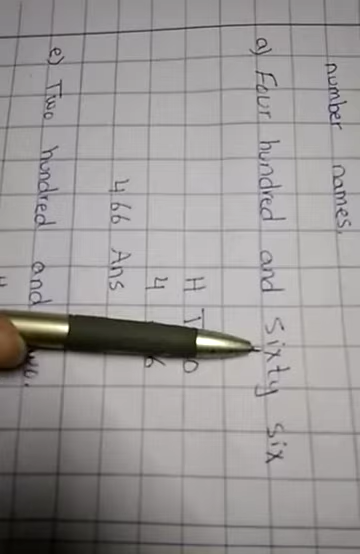 number names.
a) Four hundred and sixty six
H T O
4 6
466 Ans
e) Two hundred and